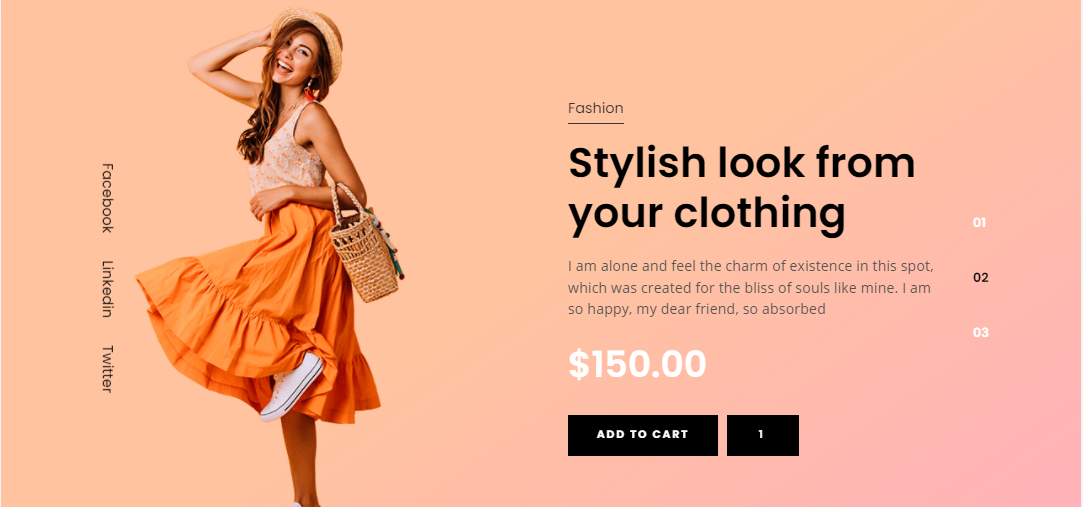 Facebook
Linkedin
Twitter
Fashion
Stylish look from
your clothing
I am alone and feel the charm of existence in this spot,
which was created for the bliss of souls like mine. I am
so happy, my dear friend, so absorbed
$150.00
ADD TO CART
1
01
02
03